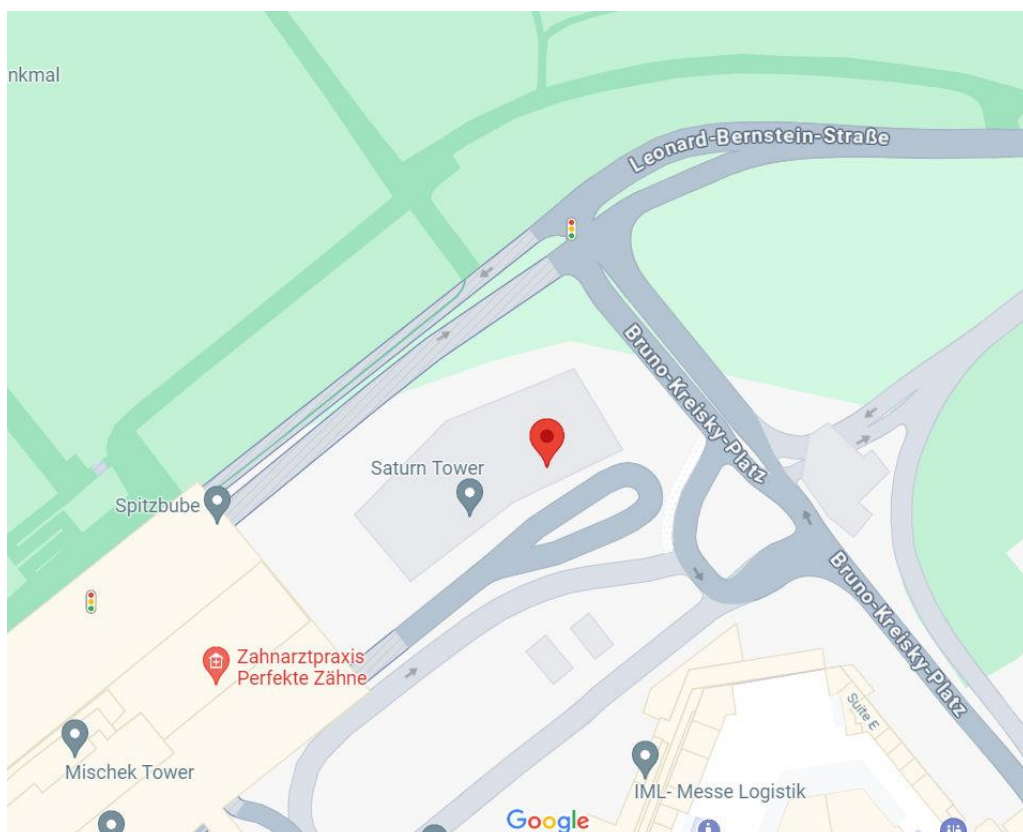 nkmal
Leonard-Bernstein-Straße
Bruno-Kreisky-Platz
Saturn Tower
Spitzbube
Bruno-Kreisky-Platz
Zahnarztpraxis
Perfekte Zähne
Suite E
Mischek Tower
IML- Messe Logistik
Google